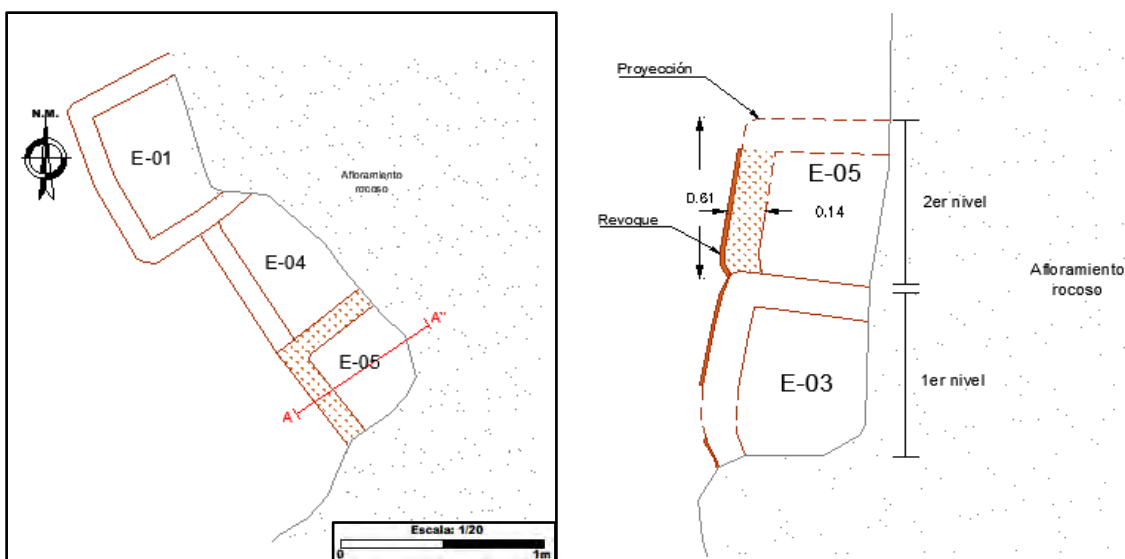 N.M.
E-01
Afloramiento
rocoso
E-04
E-05
A'
A"
Escala: 1/20
0
1m
Proyección
E-05
0.61
0.14
2er nivel
Revoque
Afloramiento
rocoso
E-03
1er nivel